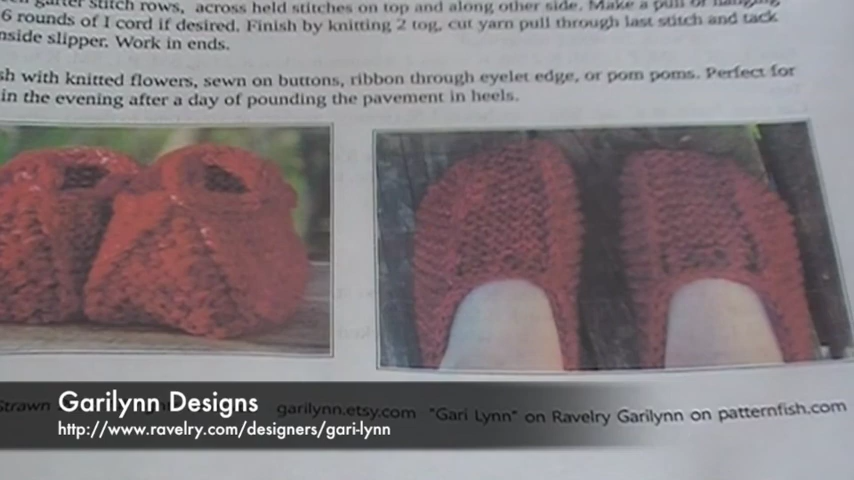 garter stitch rows, across held stitches on top and along other side. Make a
6 rounds of I cord if desired. Finish by knitting 2 tog, cut yarn pull through last stitch and tack
nside slipper. Work in ends.
sh with knitted flowers, sewn on buttons, ribbon through eyelet edge, or pom poms. Perfect for
in the evening after a day of pounding the pavement in heels.
Strawn garilynn.etsy.com "Gari Lynn" on Ravelry Garilynn on patternfish.com
Garilynn Designs
http://www.ravelry.com/designers/gari-lynn